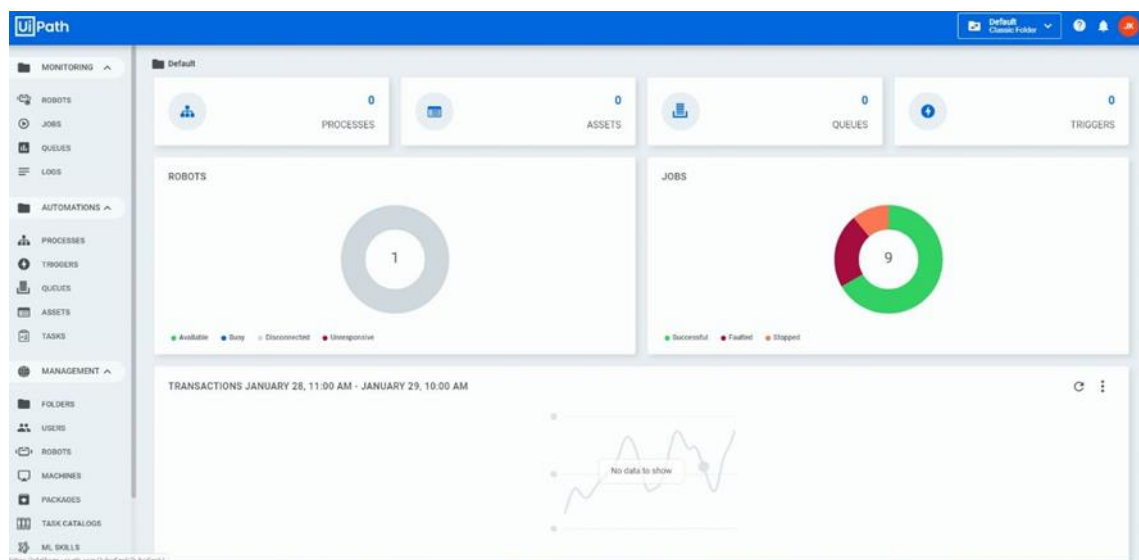 UiPath
Default
Classic Folder
JK
MONITORING
ROBOTS
JOBS
QUEUES
LOGS
AUTOMATIONS
PROCESSES
TRIGGERS
QUEUES
ASSETS
TASKS
MANAGEMENT
FOLDERS
USERS
ROBOTS
MACHINES
PACKAGES
TASK CATALOGS
ML SKILLS
Default
0
PROCESSES
0
ASSETS
0
QUEUES
0
TRIGGERS
ROBOTS
1
Available Busy Disconnected Unresponsive
JOBS
9
Successful Faulted Stopped
TRANSACTIONS JANUARY 28, 11:00 AM - JANUARY 29, 10:00 AM
No data to show